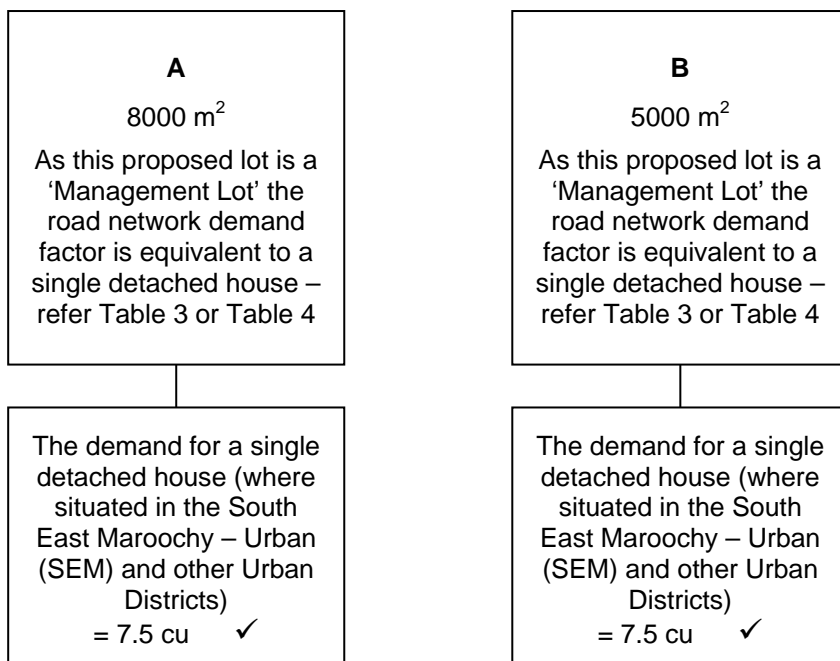 A
8000 m²
As this proposed lot is a
‘Management Lot’ the
road network demand
factor is equivalent to a
single detached house –
refer Table 3 or Table 4
The demand for a single
detached house (where
situated in the South
East Maroochy – Urban
(SEM) and other Urban
Districts)
= 7.5 cu ✓
B
5000 m²
As this proposed lot is a
‘Management Lot’ the
road network demand
factor is equivalent to a
single detached house –
refer Table 3 or Table 4
The demand for a single
detached house (where
situated in the South
East Maroochy – Urban
(SEM) and other Urban
Districts)
= 7.5 cu ✓